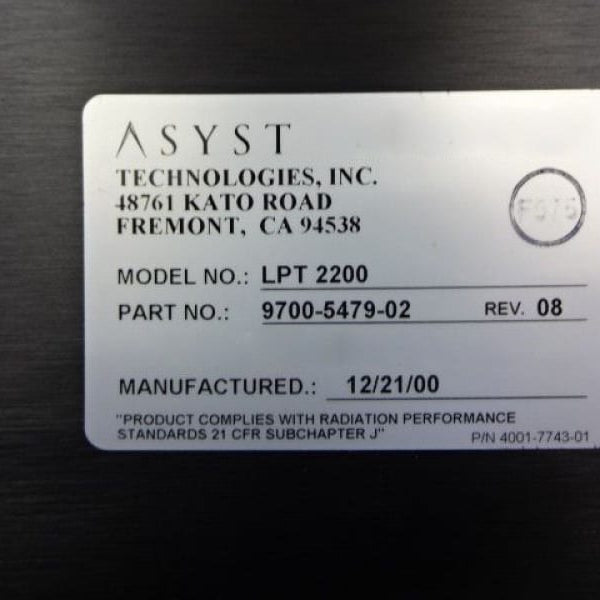 ASYST
TECHNOLOGIES, INC.
48761 KATO ROAD
FREMONT, CA 94538
MODEL NO.: LPT 2200
PART NO.: 9700-5479-02 REV. 08
MANUFACTURED.: 12/21/00
"PRODUCT COMPLIES WITH RADIATION PERFORMANCE
STANDARDS 21 CFR SUBCHAPTER J"
P/N 4001-7743-01